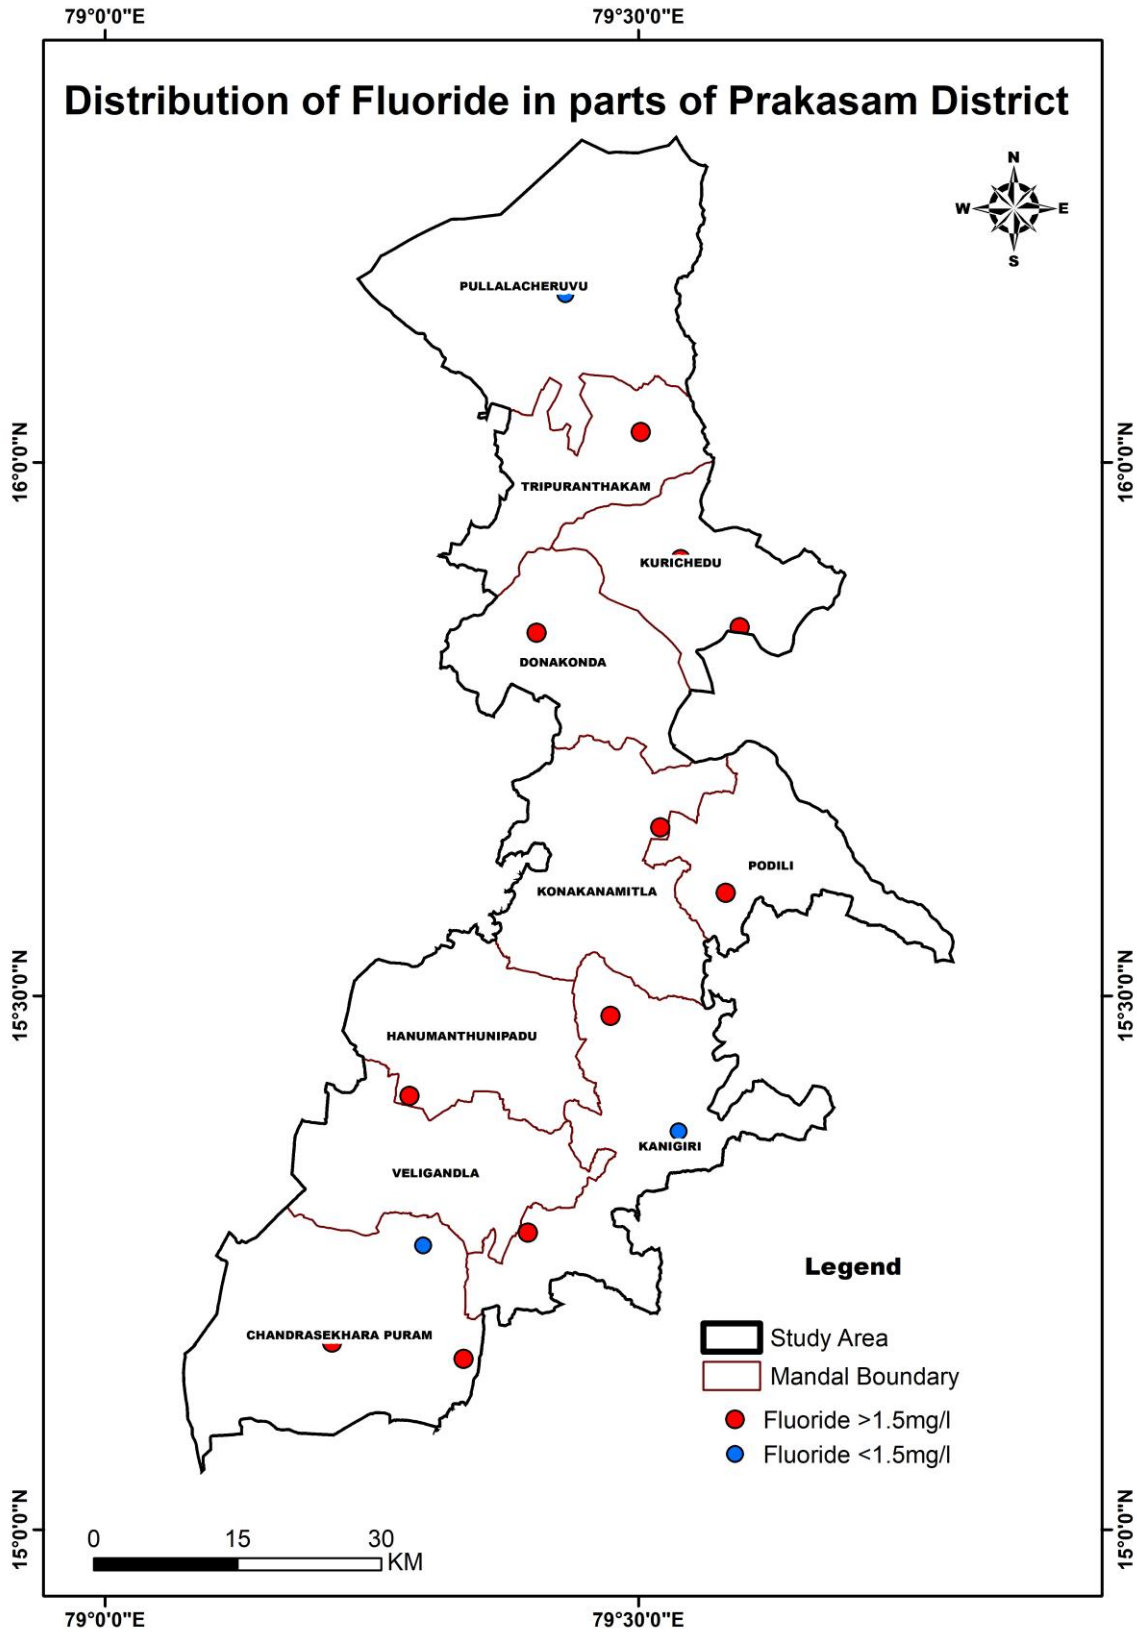 79°0'0"E 79°30'0"E
Distribution of Fluoride in parts of Prakasam District
N
W E
S
PULLALACHERUVU
16°0'0"N 16°0'0"N
TRIPURANTHAKAM
KURICHEDU
DONAKONDA
PODILI
KONAKANAMITLA
15°30'0"N 15°30'0"N
HANUMANTHUNIPADU
KANIGIRI
VELIGANDLA
Legend
CHANDRASEKHARA PURAM
Study Area
Mandal Boundary
Fluoride >1.5mg/l
Fluoride <1.5mg/l
15°0'0"N 15°0'0"N
0 15 30
KM
79°0'0"E 79°30'0"E